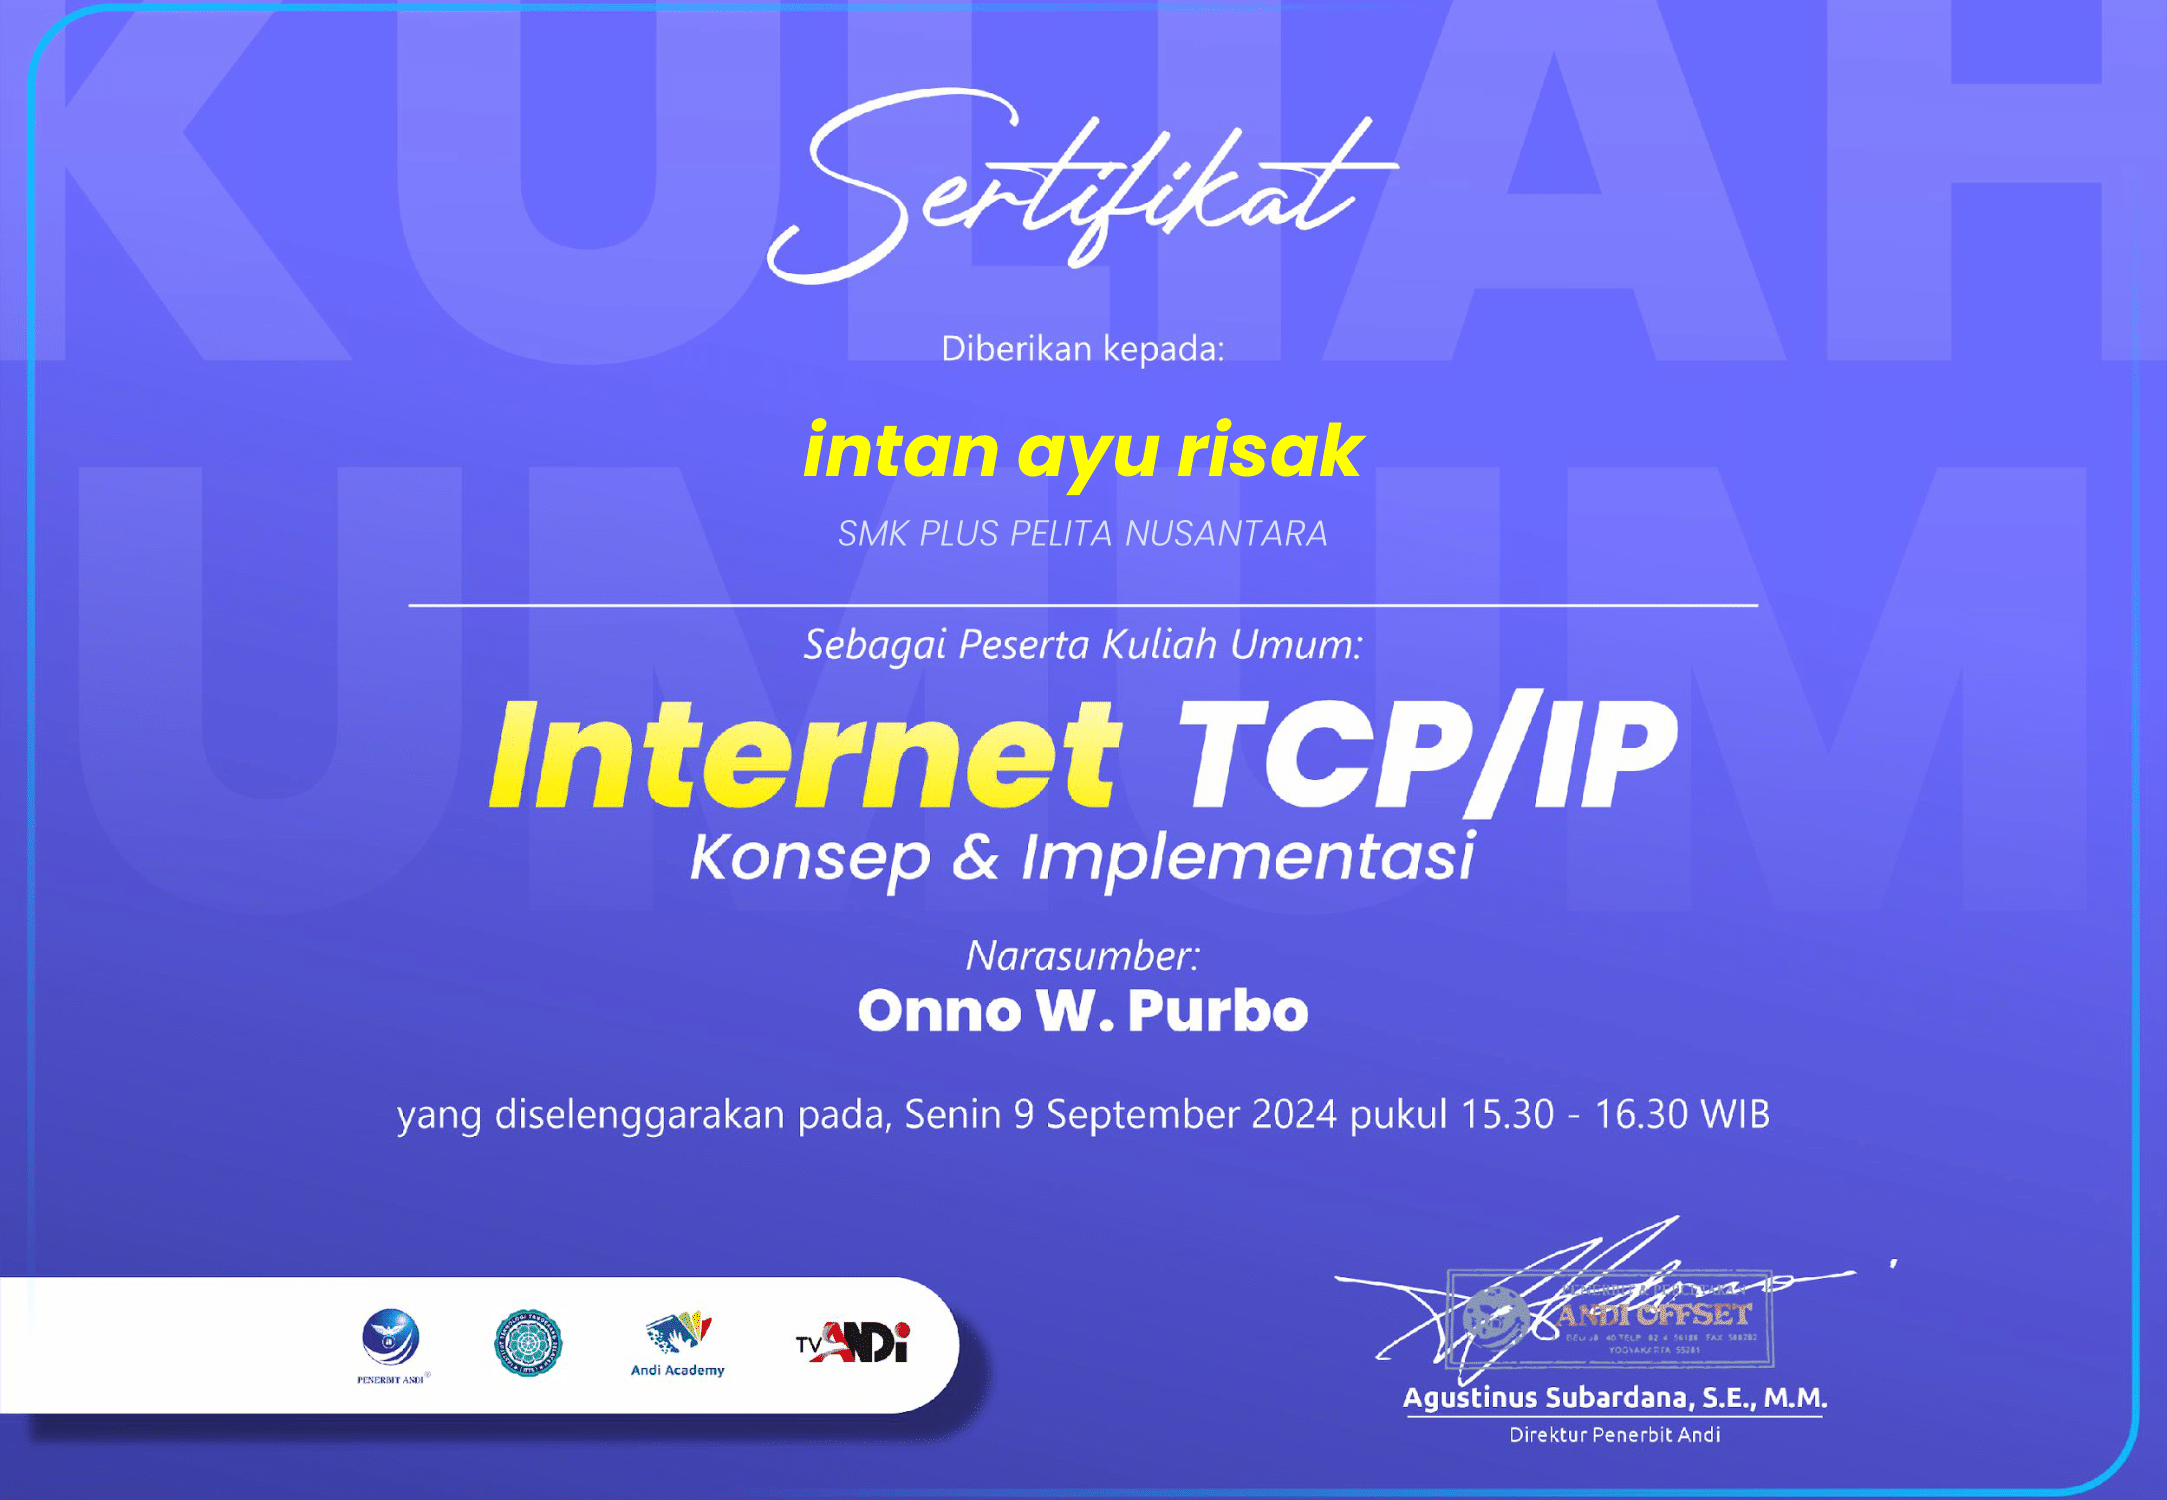 KULIAH
UMUM
Sertifikat
Diberikan kepada:
intan ayu risak
SMK PLUS PELITA NUSANTARA
Sebagai Peserta Kuliah Umum:
Internet TCP/IP
Konsep & Implementasi
Narasumber:
Onno W. Purbo
yang diselenggarakan pada, Senin 9 September 2024 pukul 15.30 - 16.30 WIB
PENERBIT ANDI®
Andi Academy
TV ANDi
ANDI OFFSET
YOGYAKARTA 55281
Agustinus Subardana, S.E., M.M.
Direktur Penerbit Andi